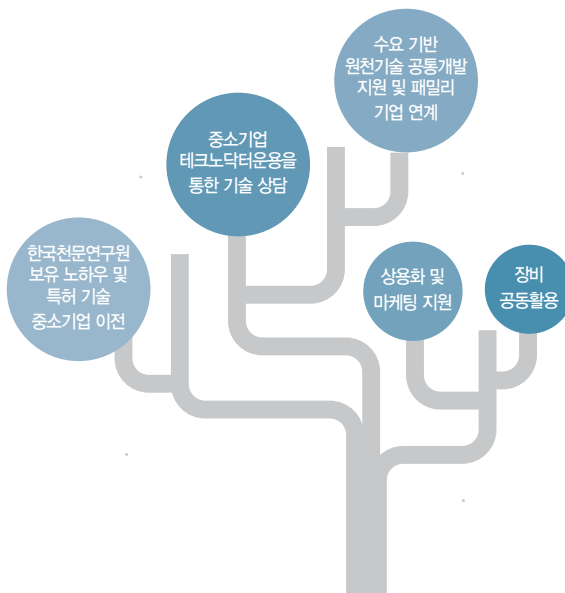 수요 기반
원천기술 공통개발
지원 및 패밀리
기업 연계
중소기업
테크노닥터운용을
통한 기술 상담
한국천문연구원
보유 노하우 및
특허 기술
중소기업 이전
상용화 및
마케팅 지원
장비
공동활용